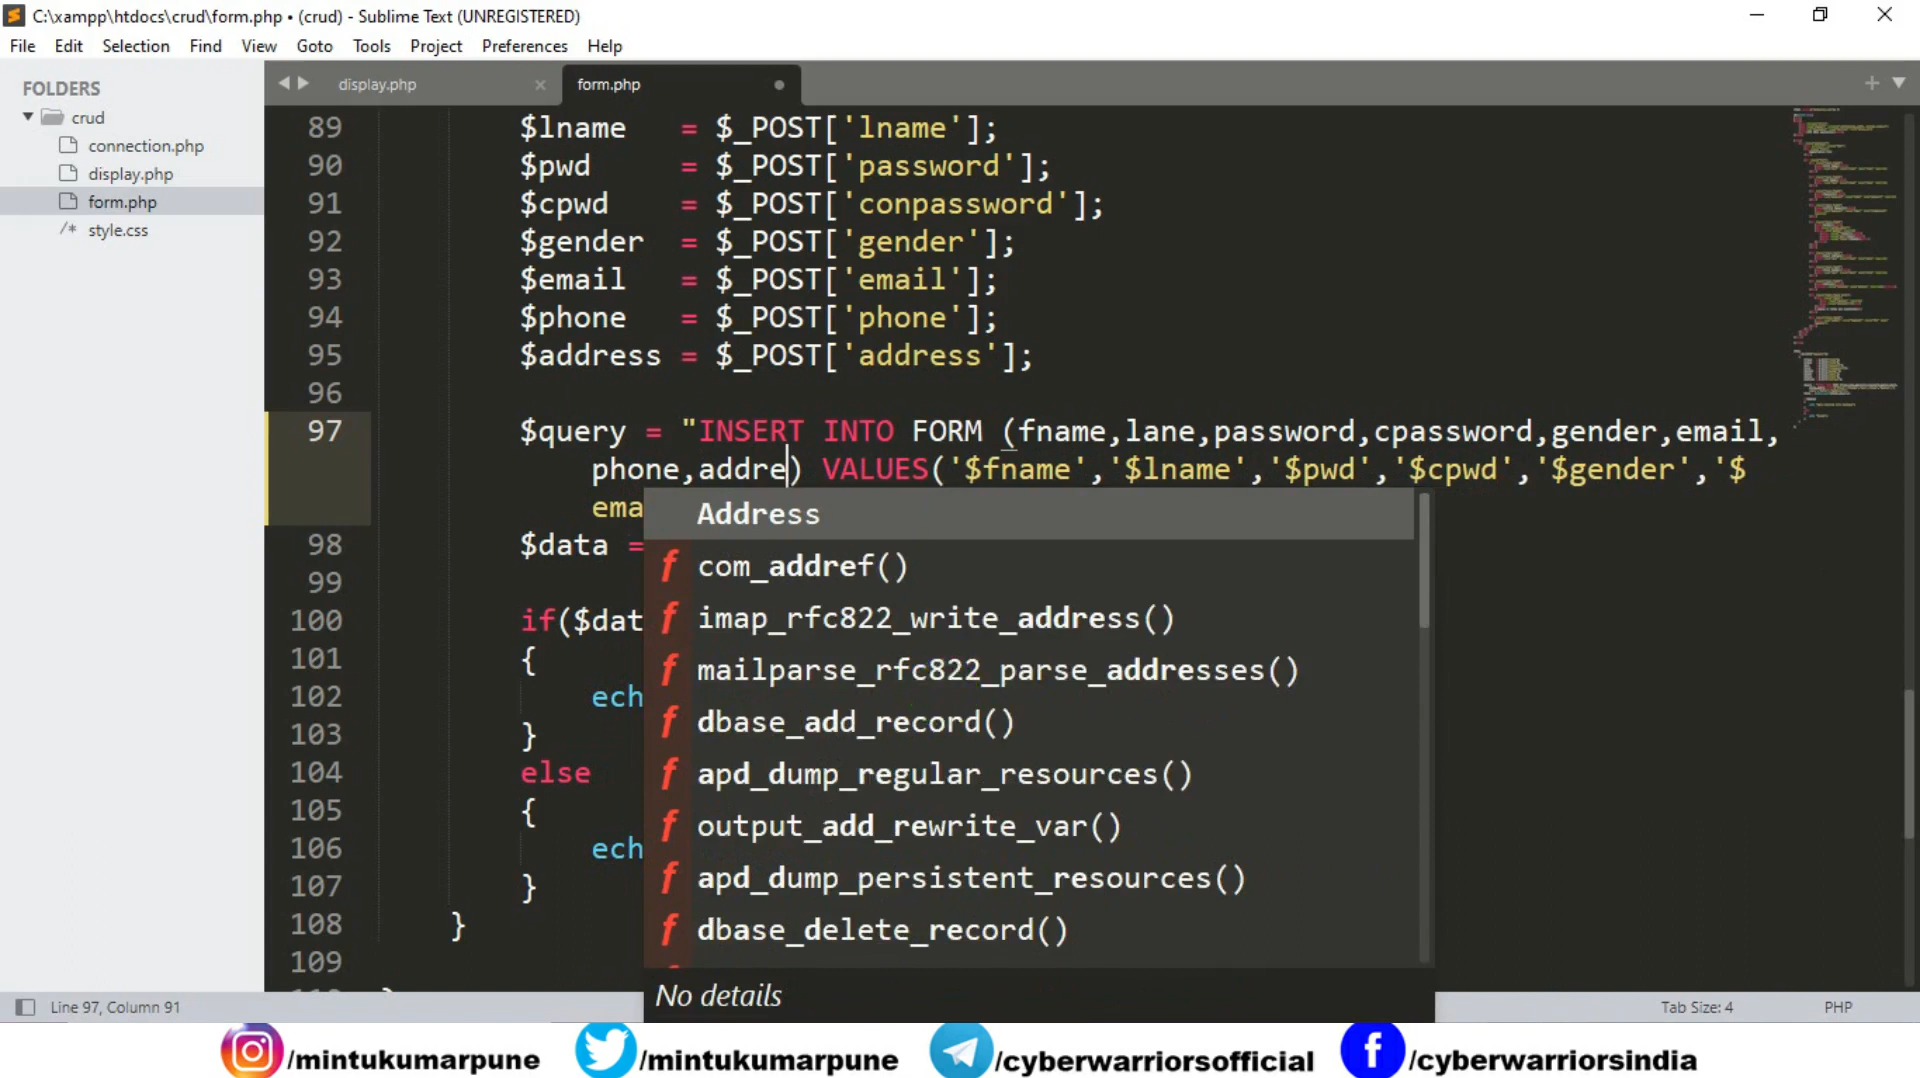 C:\xampp\htdocs\crud\form.php • (crud) - Sublime Text (UNREGISTERED)
File Edit Selection Find View Goto Tools Project Preferences Help
FOLDERS
crud
connection.php
display.php
form.php
/* style.css
display.php
form.php
89 $lname = $_POST['lname'];
90 $pwd = $_POST['password'];
91 $cpwd = $_POST['conpassword'];
92 $gender = $_POST['gender'];
93 $email = $_POST['email'];
94 $phone = $_POST['phone'];
95 $address = $_POST['address'];
96
97 $query = "INSERT INTO FORM (fname,lane,password,cpassword,gender,email,
phone,addre) VALUES('$fname','$lname','$pwd','$cpwd','$gender','$
ema
98 $data =
99
100 if($dat
101 {
102 ech
103 }
104 else
105 {
106 ech
107 }
108 }
109
Address
f com_addref()
f imap_rfc822_write_address()
f mailparse_rfc822_parse_addresses()
f dbase_add_record()
f apd_dump_regular_resources()
f output_add_rewrite_var()
f apd_dump_persistent_resources()
f dbase_delete_record()
No details
Line 97, Column 91
Tab Size: 4
PHP
/mintukumarpune
/mintukumarpune
/cyberwarriorsofficial
/cyberwarriorsindia